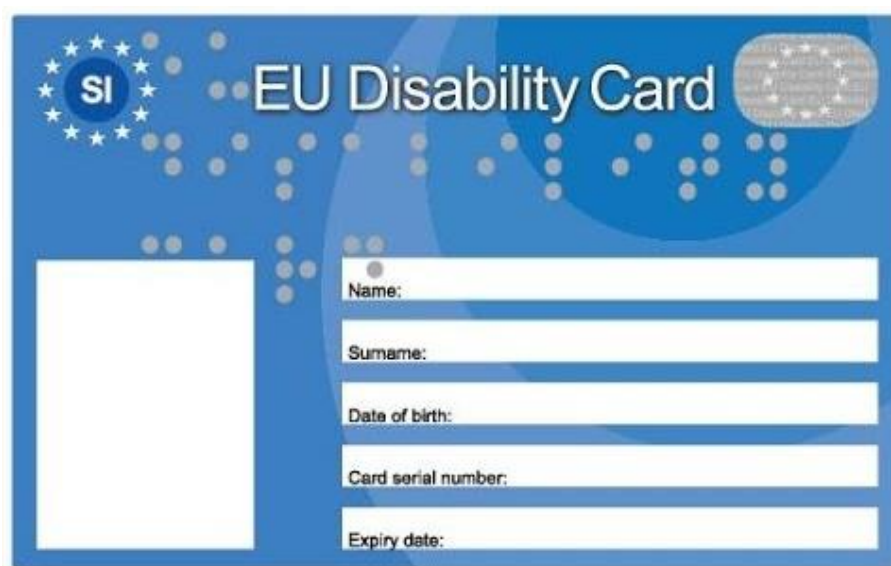 SI
EU Disability Card
⠑⠥
⠙⠊⠎⠁⠃⠊⠇⠊⠞⠽
⠉⠁⠗⠙
Name:
Surname:
Date of birth:
Card serial number:
Expiry date: